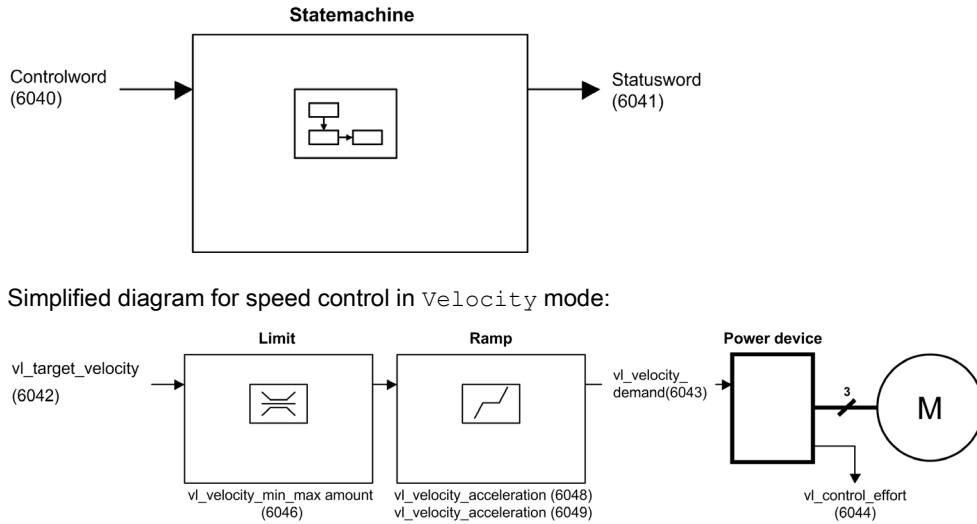 Statemachine
Controlword
(6040)
Statusword
(6041)
Simplified diagram for speed control in Velocity mode:
Limit
Ramp
Power device
vl_target_velocity
(6042)
vl_velocity_
demand(6043)
3
M
vl_velocity_min_max amount
(6046)
vl_velocity_acceleration (6048)
vl_velocity_acceleration (6049)
vl_control_effort
(6044)